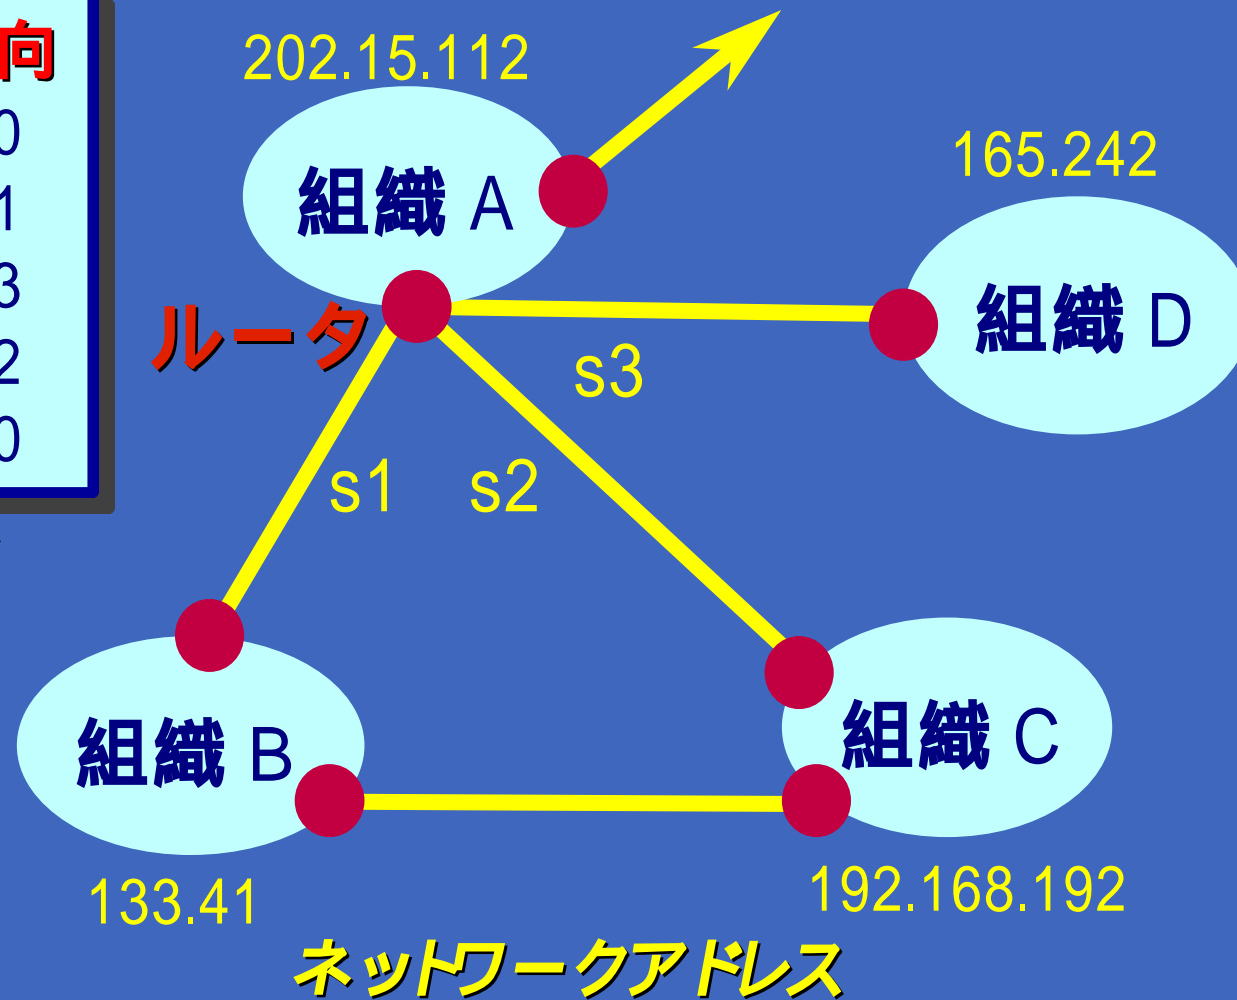 向
0
1
3
2
0
202.15.112
165.242
組織 A
組織 D
ルータ
s3
s1
s2
組織 B
組織 C
133.41
192.168.192
ネットワークアドレス